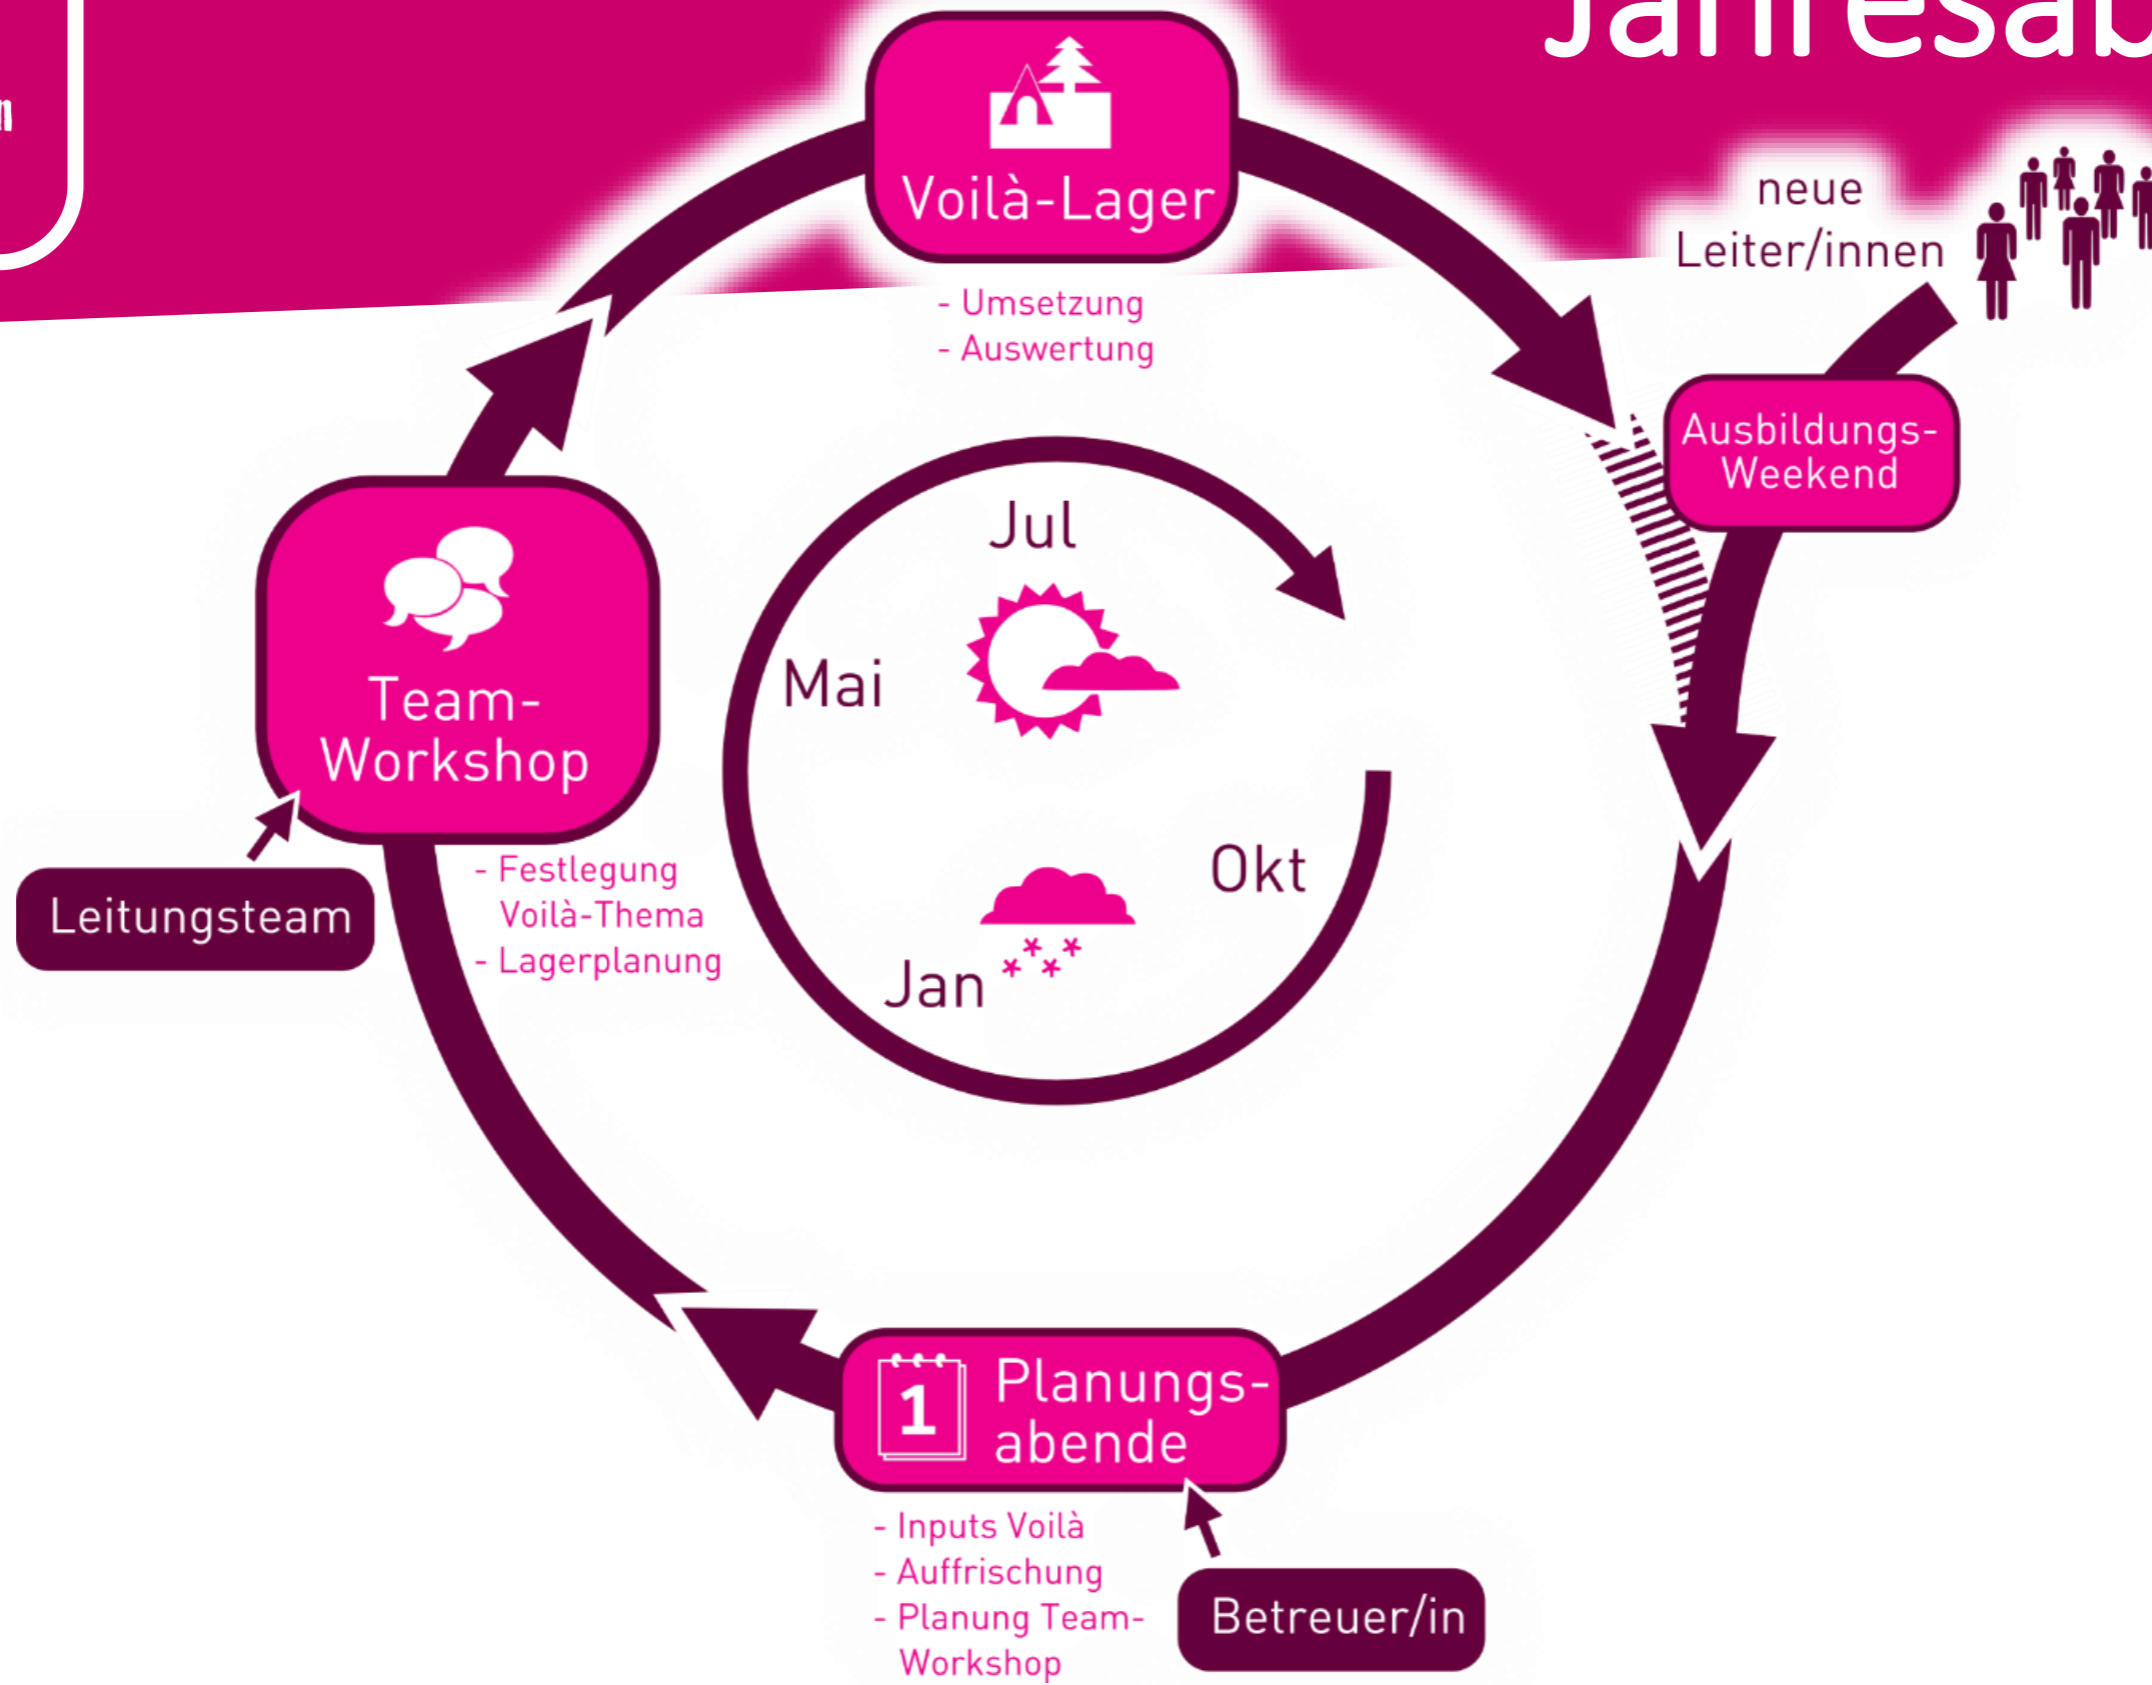 Voilà-Lager
- Umsetzung
- Auswertung
neue
Leiter/innen
Ausbildungs-
Weekend
Team-
Workshop
Leitungsteam
- Festlegung
Voilà-Thema
- Lagerplanung
Jul
Mai
Okt
Jan
1 Planungs-
abende
- Inputs Voilà
- Auffrischung
- Planung Team-
Workshop
Betreuer/in